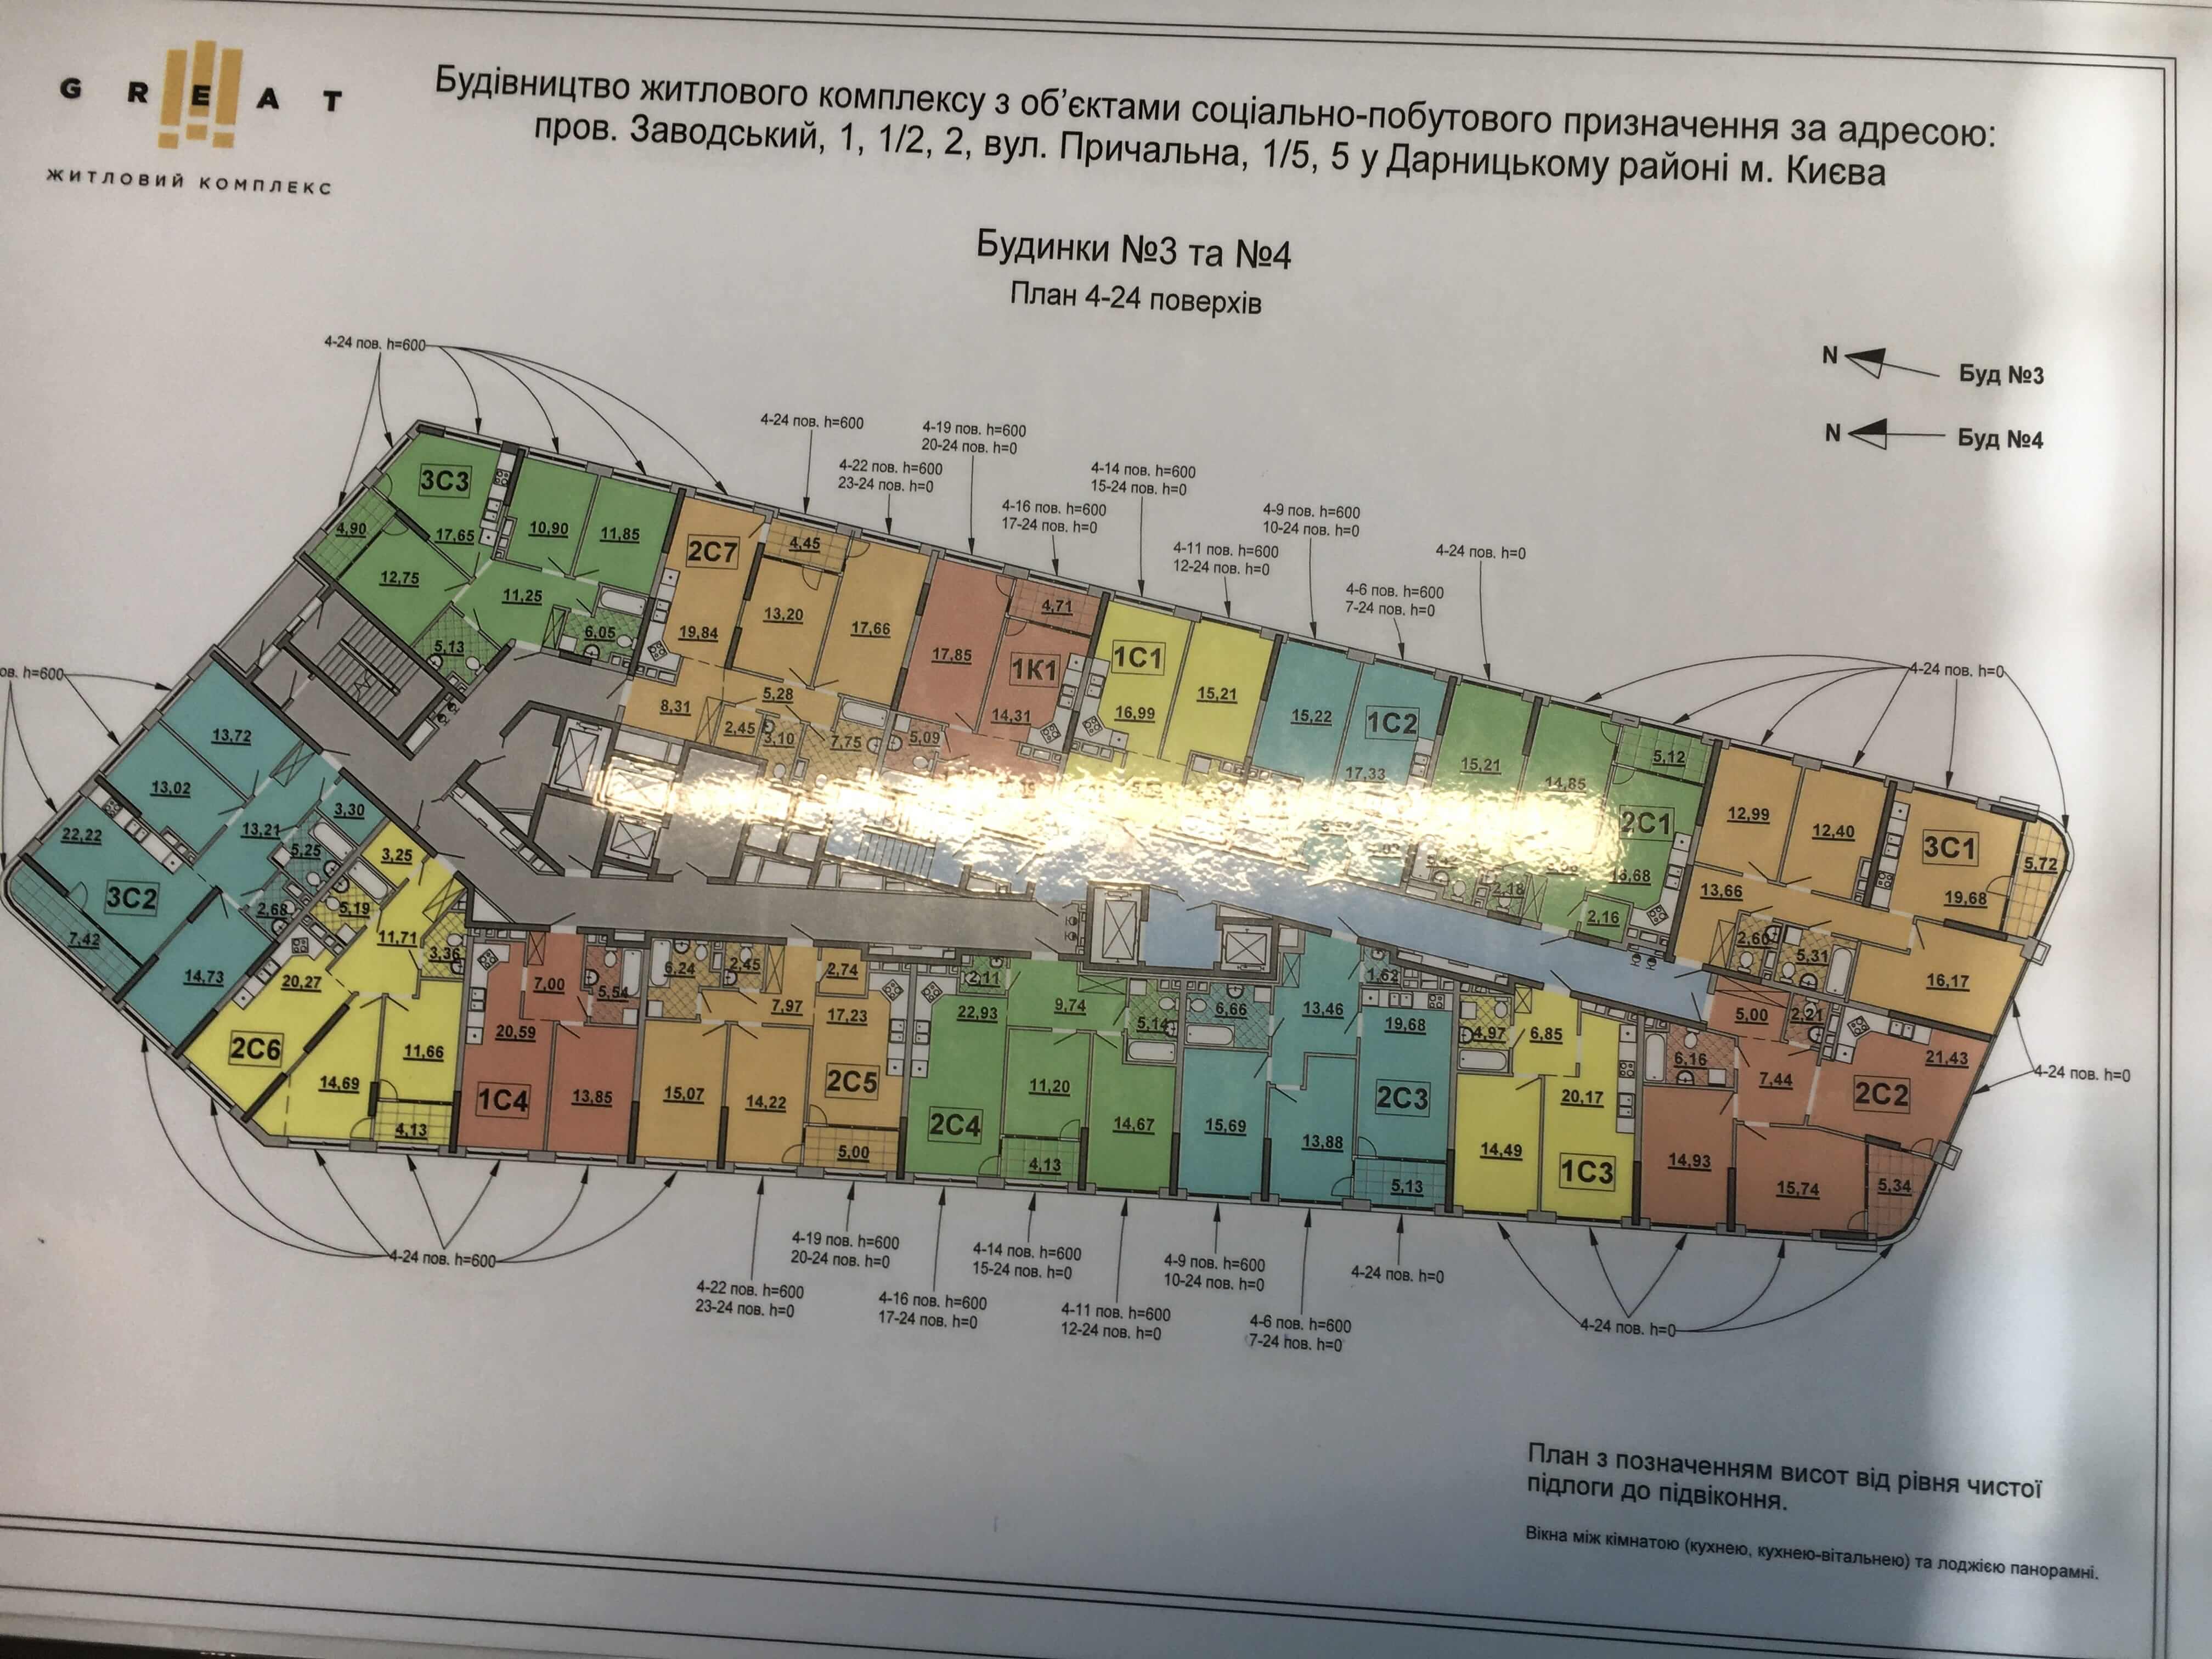 GREAT
ЖИТЛОВИЙ КОМПЛЕКС
Будівництво житлового комплексу з об'єктами соціально-побутового призначення за адресою:
пров. Заводський, 1, 1/2, 2, вул. Причальна, 1/5, 5 у Дарницькому районі м. Києва
Будинки №3 та №4
План 4-24 поверхів
N Буд №3
N Буд №4
4-24 пов. h=600
4-24 пов. h=600
4-22 пов. h=600
23-24 пов. h=0
4-19 пов. h=600
20-24 пов. h=0
4-16 пов. h=600
17-24 пов. h=0
4-14 пов. h=600
15-24 пов. h=0
4-11 пов. h=600
12-24 пов. h=0
4-9 пов. h=600
10-24 пов. h=0
4-6 пов. h=600
7-24 пов. h=0
4-24 пов. h=0
4-24 пов. h=0
ов. h=600
3С3
17,65
10,90
11,85
4,90
12,75
11,25
5,13
6,05
2С7
4,45
13,20
17,66
19,84
8,31
5,28
2,45
3,10
7,75
17,85
4,71
1К1
14,31
5,09
1С1
16,99
15,21
15,22
1С2
17,33
15,21
14,85
5,12
2С1
2,18
2,16
12,99
12,40
3С1
19,68
5,72
13,66
2,60
5,31
16,17
13,72
13,02
22,22
13,21
3,30
5,25
2,68
3С2
7,42
14,73
3,25
5,19
11,71
3,36
20,27
2С6
14,69
11,66
4,13
7,00
5,54
20,59
1С4
13,85
6,24
2,45
2,74
7,97
17,23
15,07
14,22
2С5
5,00
2,11
22,93
9,74
5,14
11,20
14,67
2С4
4,13
6,66
13,46
1,62
19,68
2С3
15,69
13,88
5,13
4,97
6,85
20,17
14,49
1С3
5,00
2,21
6,16
7,44
21,43
2С2
14,93
15,74
5,34
4-24 пов. h=0
4-24 пов. h=600
4-22 пов. h=600
23-24 пов. h=0
4-19 пов. h=600
20-24 пов. h=0
4-16 пов. h=600
17-24 пов. h=0
4-14 пов. h=600
15-24 пов. h=0
4-11 пов. h=600
12-24 пов. h=0
4-9 пов. h=600
10-24 пов. h=0
4-6 пов. h=600
7-24 пов. h=0
4-24 пов. h=0
4-24 пов. h=0
План з позначенням висот від рівня чистої
підлоги до підвіконня.
Вікна між кімнатою (кухнею, кухнею-вітальнею) та лоджією панорамні.